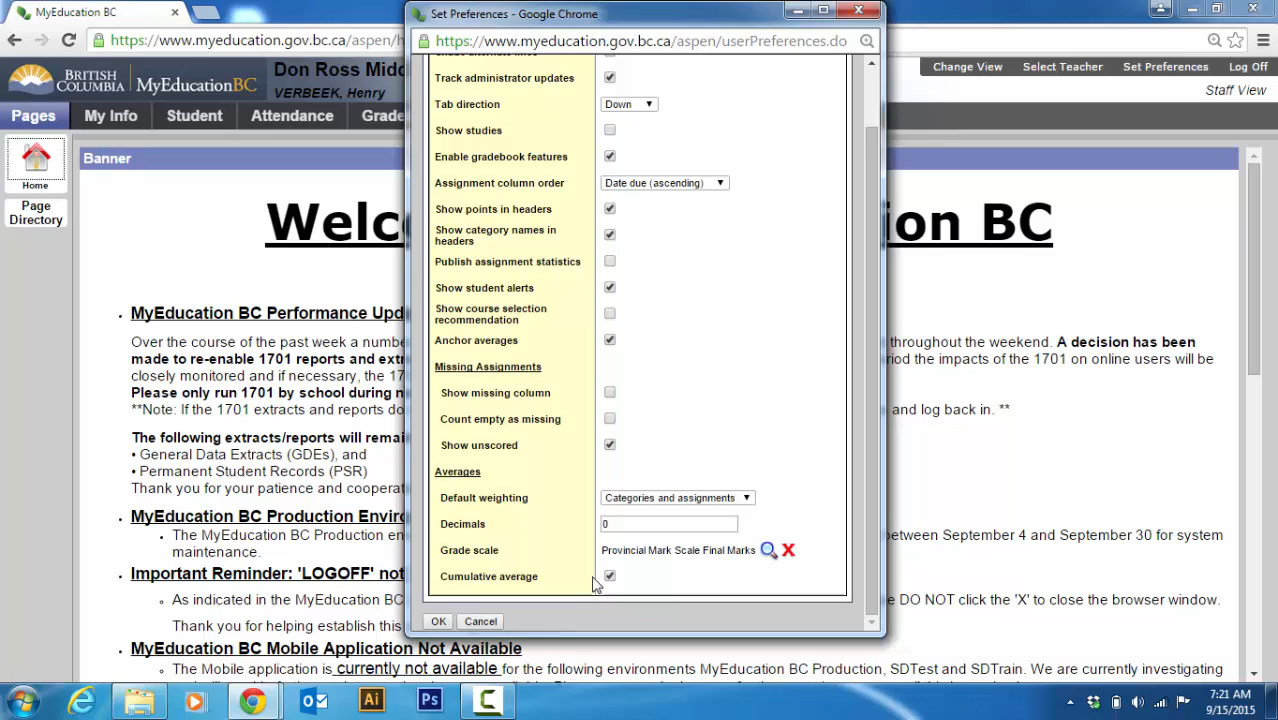 MyEducation BC
Set Preferences - Google Chrome
https://www.myeducation.gov.bc.ca/aspen/h
https://www.myeducation.gov.bc.ca/aspen/userPreferences.do
BRITISH
COLUMBIA
MyEducationBC
Don Ross Midd
VERBEEK, Henry
Change View
Select Teacher
Set Preferences
Log Off
Staff View
Pages
My Info
Student
Attendance
Grade
Home
Page
Directory
Banner
Track administrator updates
Tab direction
Down
Show studies
Enable gradebook features
Assignment column order
Date due (ascending)
Show points in headers
Show category names in
headers
Publish assignment statistics
Show student alerts
Show course selection
recommendation
Anchor averages
Missing Assignments
Show missing column
Count empty as missing
Show unscored
Averages
Default weighting
Categories and assignments
Decimals
0
Grade scale
Provincial Mark Scale Final Marks
Cumulative average
OK
Cancel
Welc
ion BC
MyEducation BC Performance Upd
Over the course of the past week a numbe
throughout the weekend. A decision has been
made to re-enable 1701 reports and extr
riod the impacts of the 1701 on online users will be
closely monitored and if necessary, the 17
Please only run 1701 by school during n
**Note: If the 1701 extracts and reports do
and log back in. **
The following extracts/reports will remai
• General Data Extracts (GDEs), and
• Permanent Student Records (PSR)
Thank you for your patience and cooperat
MyEducation BC Production Enviro
The MyEducation BC Production en
between September 4 and September 30 for system
maintenance.
Important Reminder: 'LOGOFF' not
As indicated in the MyEducation BC
e DO NOT click the 'X' to close the browser window.
Thank you for helping establish this
MyEducation BC Mobile Application Not Available
The Mobile application is currently not available for the following environments MyEducation BC Production, SDTest and SDTrain. We are currently investigating
Ai
Ps
7:21 AM
9/15/2015